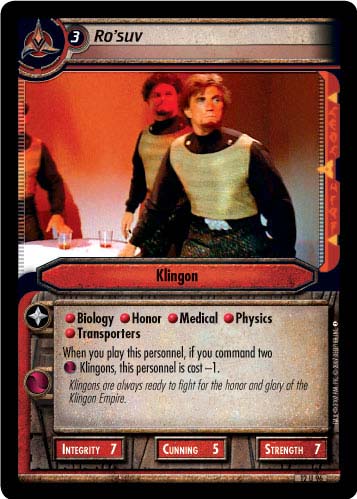 3 Ro'suv
Klingon
Biology Honor Medical Physics
Transporters
When you play this personnel, if you command two
Klingons, this personnel is cost -1.
Klingons are always ready to fight for the honor and glory of the
Klingon Empire.
INTEGRITY 7 CUNNING 5 STRENGTH 7
12 U 96